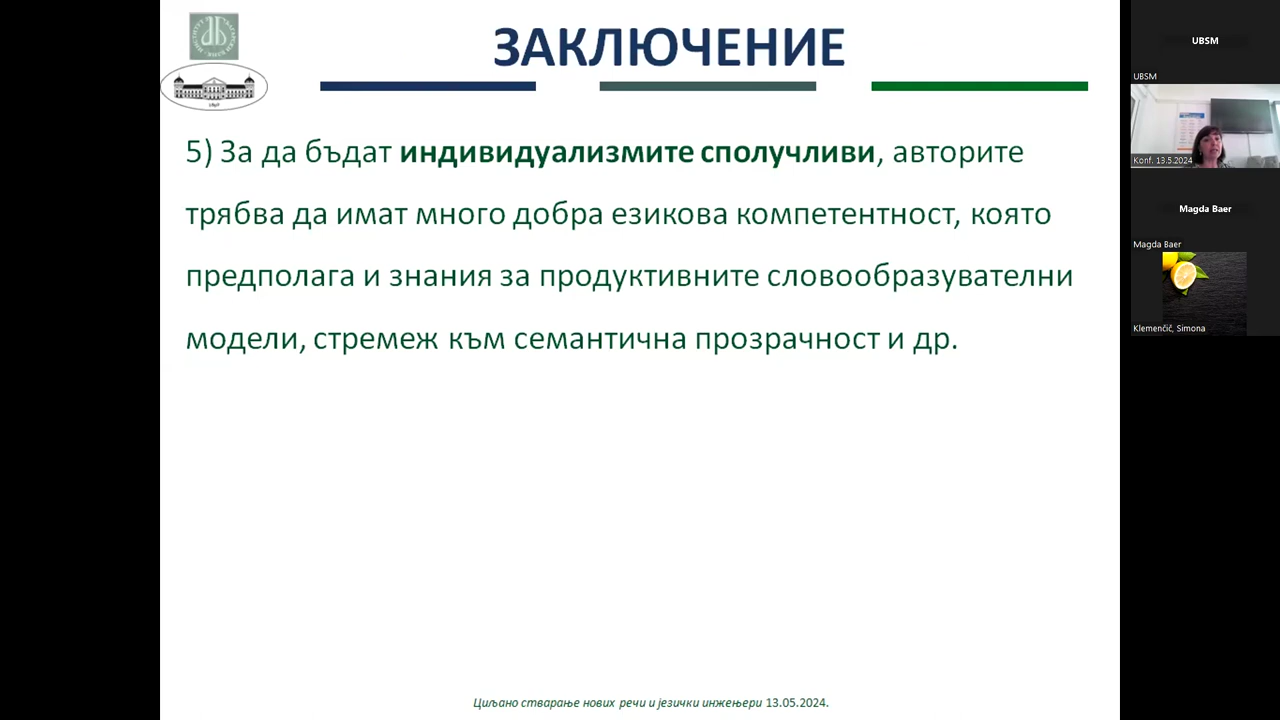 ЗАКЛЮЧЕНИЕ
5) За да бъдат индивидуализмите сполучливи, авторите
трябва да имат много добра езикова компетентност, която
предполага и знания за продуктивните словообразувателни
модели, стремеж към семантична прозрачност и др.
Циљано стварање нових речи и језички инжењери 13.05.2024.
UBSM
UBSM
Konf. 13.5.2024
Magda Baer
Magda Baer
Klemenčič, Simona